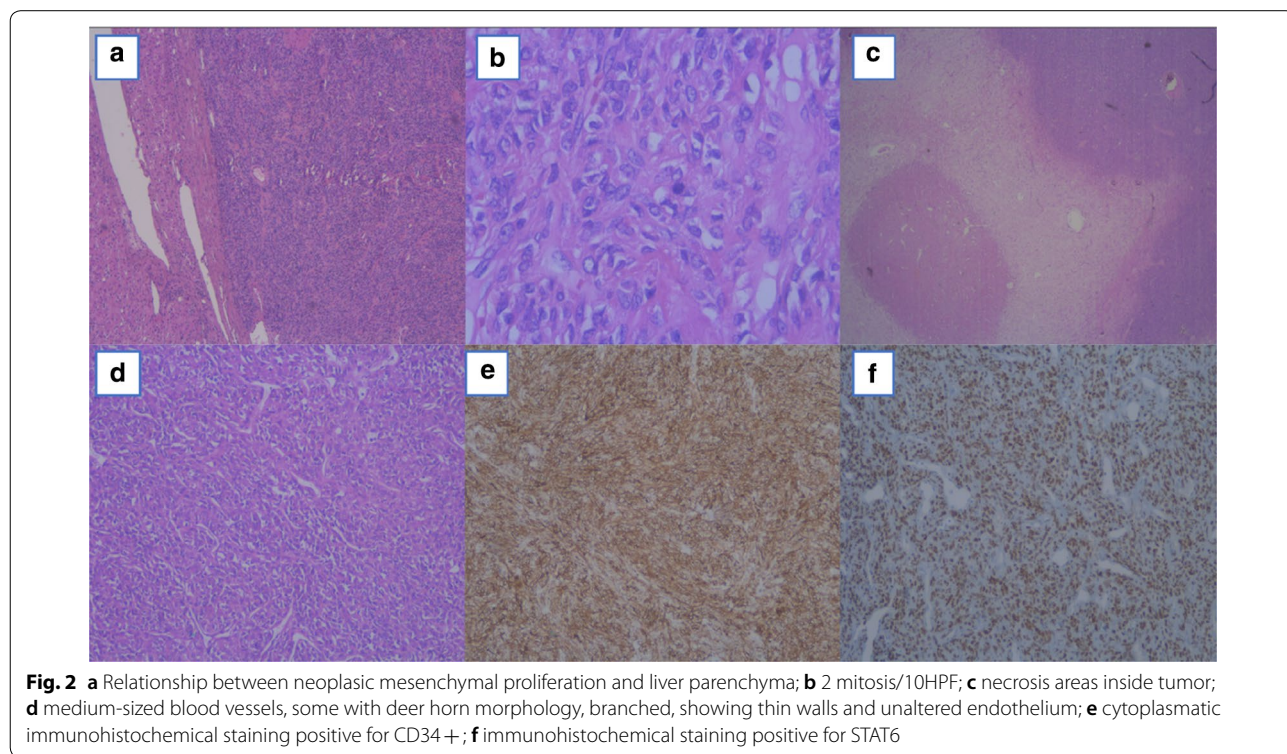 a
b
c
d
e
f
Fig. 2 a Relationship between neoplasic mesenchymal proliferation and liver parenchyma; b 2 mitosis/10HPF; c necrosis areas inside tumor;
d medium-sized blood vessels, some with deer horn morphology, branched, showing thin walls and unaltered endothelium; e cytoplasmatic
immunohistochemical staining positive for CD34+; f immunohistochemical staining positive for STAT6